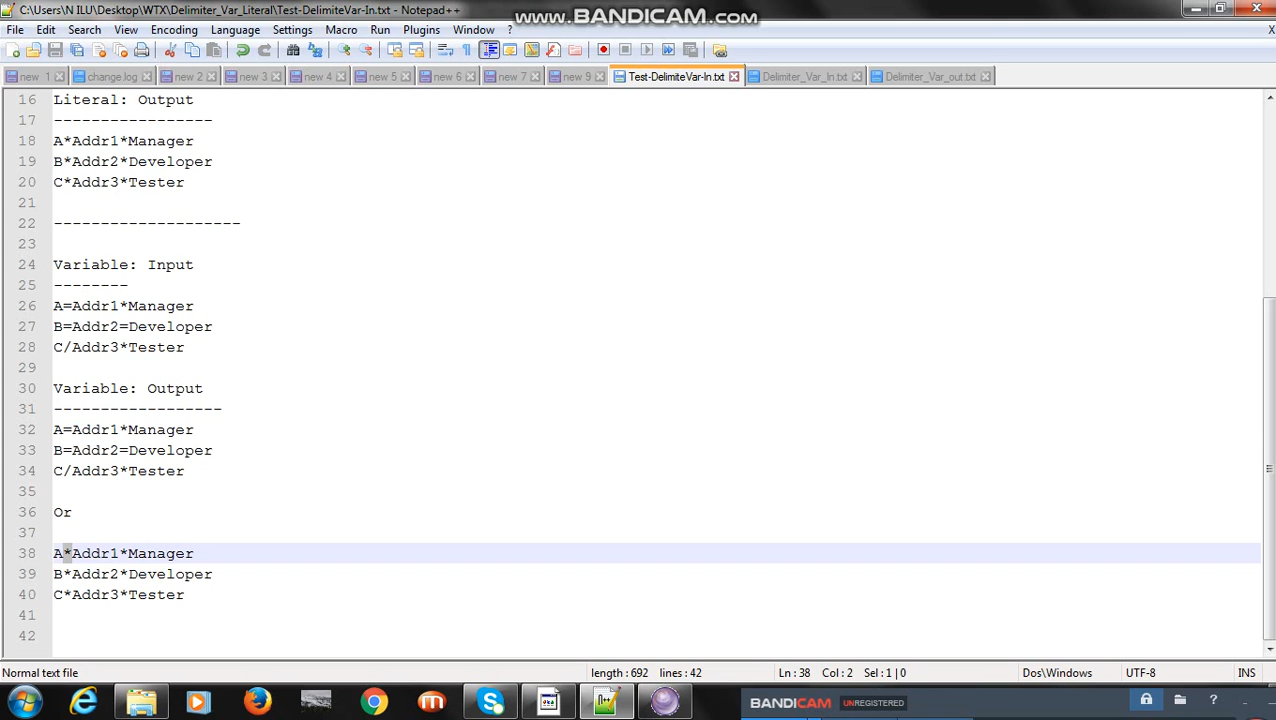 C:\Users\N ILU\Desktop\WTX\Delimiter_Var_Literal\Test-DelimiteVar-In.txt - Notepad++
www.BANDICAM.com
File Edit Search View Encoding Language Settings Macro Run Plugins Window ? X
new 1 change.log new 2 new 3 new 4 new 5 new 6 new 7 new 9 Test-DelimiteVar-In.txt Delimiter_Var_In.txt Delimiter_Var_out.txt
16 Literal: Output
17 -----------------
18 A*Addr1*Manager
19 B*Addr2*Developer
20 C*Addr3*Tester
21
22 --------------------
23
24 Variable: Input
25 --------
26 A=Addr1*Manager
27 B=Addr2=Developer
28 C/Addr3*Tester
29
30 Variable: Output
31 ------------------
32 A=Addr1*Manager
33 B=Addr2=Developer
34 C/Addr3*Tester
35
36 Or
37
38 A*Addr1*Manager
39 B*Addr2*Developer
40 C*Addr3*Tester
41
42
Normal text file length : 692 lines : 42 Ln : 38 Col : 2 Sel : 1 | 0 Dos\Windows UTF-8 INS
BANDICAM UNREGISTERED